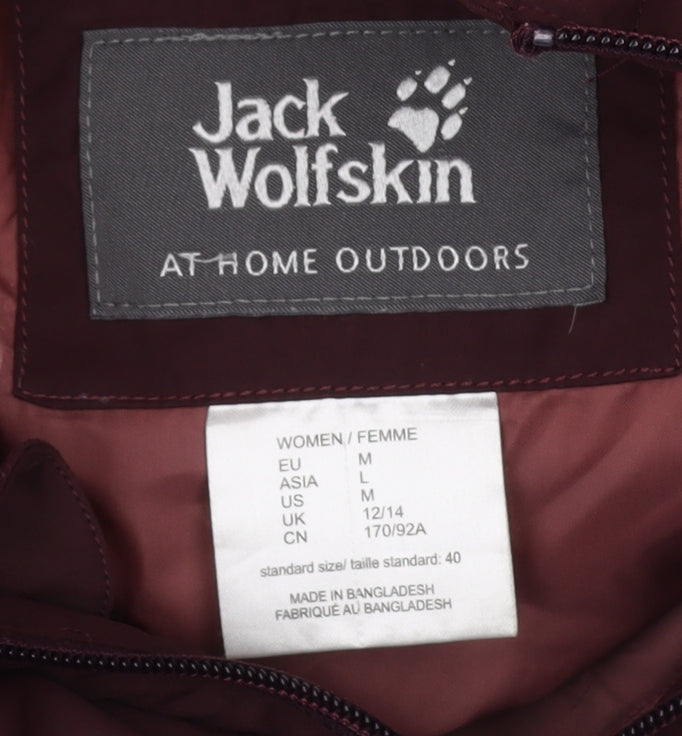 Jack
Wolfskin
AT HOME OUTDOORS
WOMEN / FEMME
EU M
ASIA L
US M
UK 12/14
CN 170/92A
standard size/ taille standard: 40
MADE IN BANGLADESH
FABRIQUÉ AU BANGLADESH